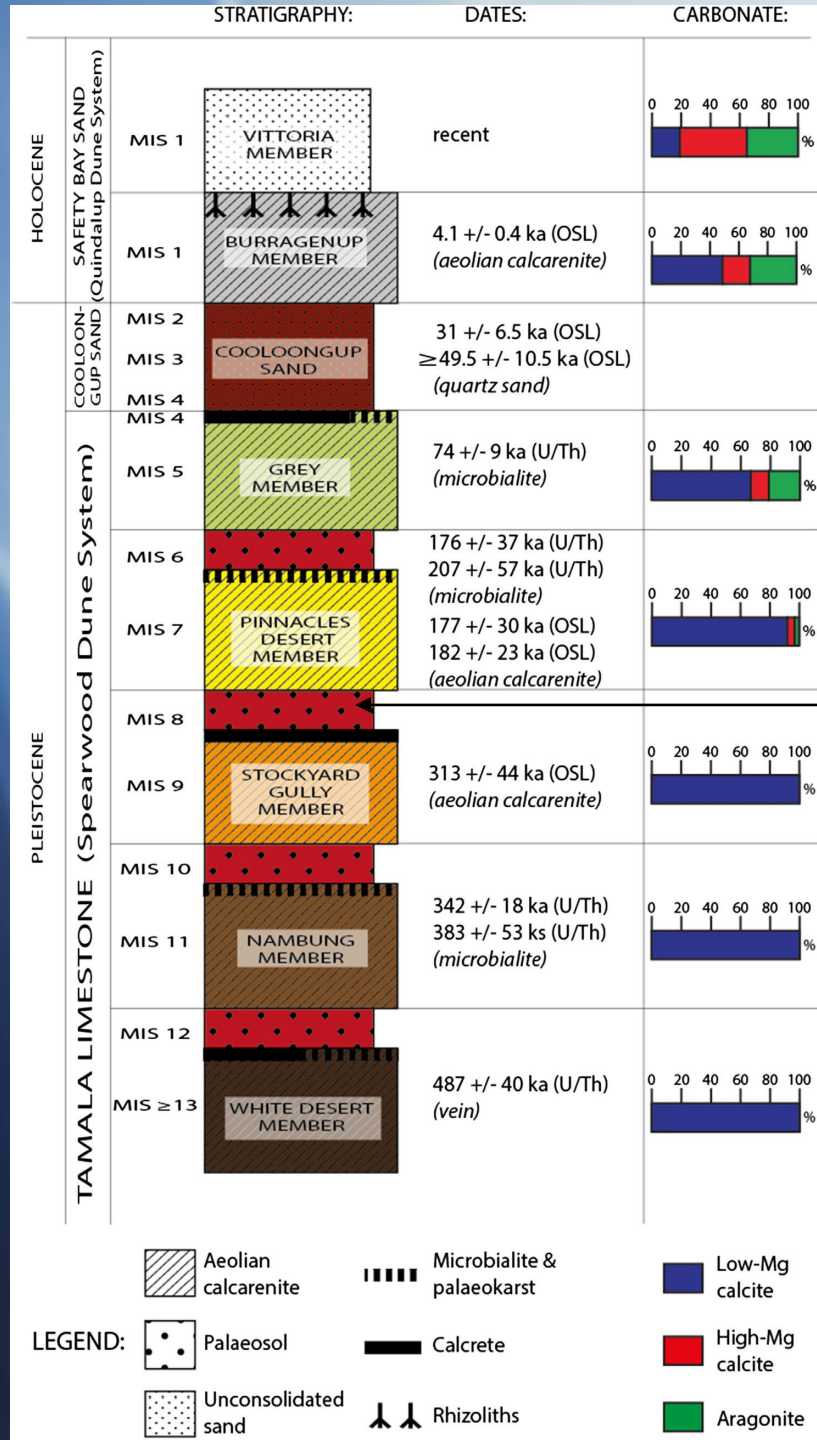 STRATIGRAPHY:
DATES:
CARBONATE:
HOLOCENE
SAFETY BAY SAND
(Quindalup Dune System)
MIS 1
VITTORIA
MEMBER
recent
0 20 40 60 80 100
%
MIS 1
BURRAGENUP
MEMBER
4.1 +/- 0.4 ka (OSL)
(aeolian calcarenite)
0 20 40 60 80 100
%
PLEISTOCENE
COOLOON-
GUP SAND
MIS 2
MIS 3
MIS 4
COOLOONGUP
SAND
31 +/- 6.5 ka (OSL)
≥49.5 +/- 10.5 ka (OSL)
(quartz sand)
TAMALA LIMESTONE (Spearwood Dune System)
MIS 4
MIS 5
GREY
MEMBER
74 +/- 9 ka (U/Th)
(microbialite)
0 20 40 60 80 100
%
MIS 6
MIS 7
PINNACLES
DESERT
MEMBER
176 +/- 37 ka (U/Th)
207 +/- 57 ka (U/Th)
(microbialite)
177 +/- 30 ka (OSL)
182 +/- 23 ka (OSL)
(aeolian calcarenite)
0 20 40 60 80 100
%
MIS 8
MIS 9
STOCKYARD
GULLY
MEMBER
313 +/- 44 ka (OSL)
(aeolian calcarenite)
0 20 40 60 80 100
%
MIS 10
MIS 11
NAMBUNG
MEMBER
342 +/- 18 ka (U/Th)
383 +/- 53 ks (U/Th)
(microbialite)
0 20 40 60 80 100
%
MIS 12
MIS ≥13
WHITE DESERT
MEMBER
487 +/- 40 ka (U/Th)
(vein)
0 20 40 60 80 100
%
LEGEND:
Aeolian
calcarenite
Microbialite &
palaeokarst
Low-Mg
calcite
Palaeosol
Calcrete
High-Mg
calcite
Unconsolidated
sand
Rhizoliths
Aragonite